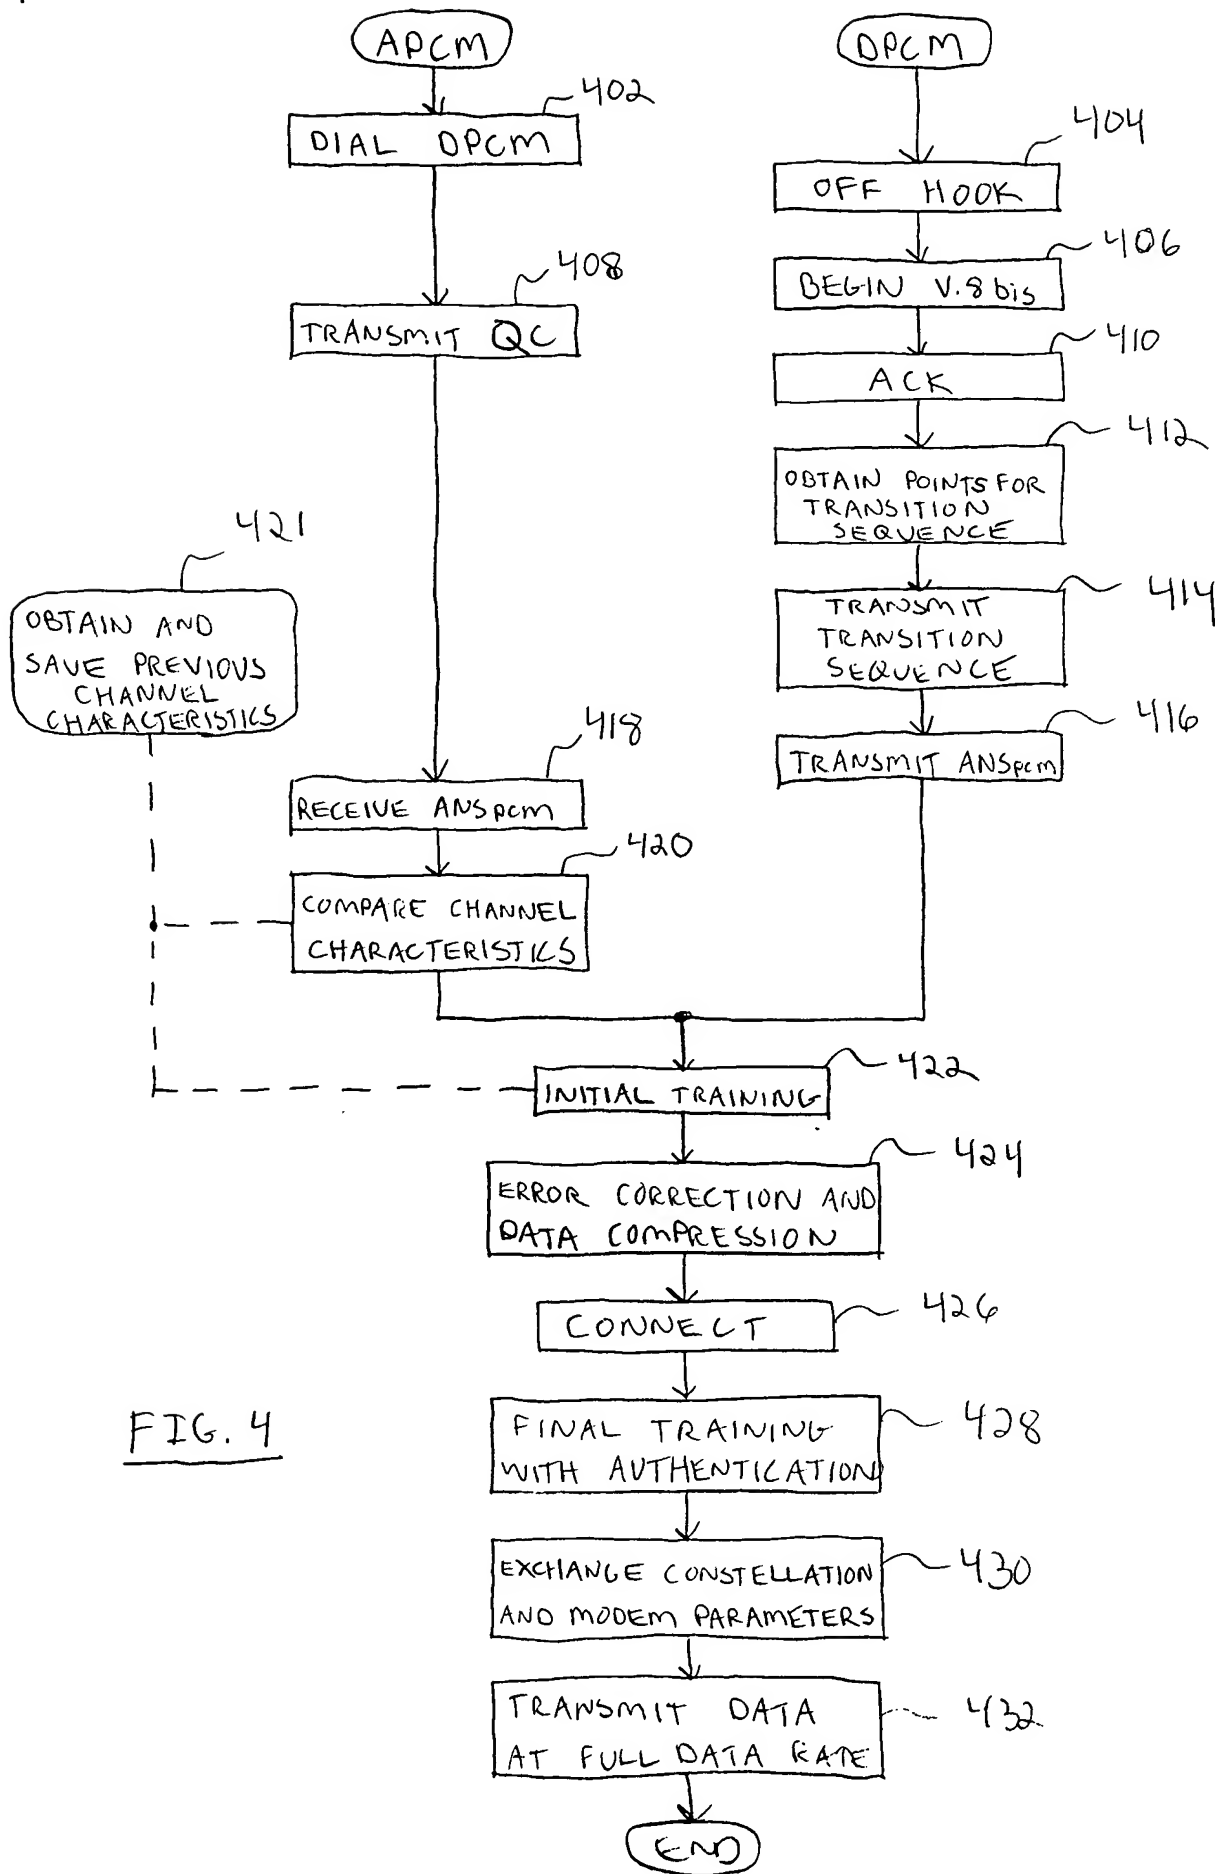 APCM
DPCM
402
DIAL DPCM
404
OFF HOOK
406
BEGIN V.8bis
408
TRANSMIT QC
410
ACK
412
OBTAIN POINTS FOR
TRANSITION
SEQUENCE
421
OBTAIN AND
SAVE PREVIOUS
CHANNEL
CHARACTERISTICS
414
TRANSMIT
TRANSITION
SEQUENCE
416
TRANSMIT ANSpcm
418
RECEIVE ANSpcm
420
COMPARE CHANNEL
CHARACTERISTICS
422
INITIAL TRAINING
424
ERROR CORRECTION AND
DATA COMPRESSION
426
CONNECT
FIG. 4
428
FINAL TRAINING
WITH AUTHENTICATION
430
EXCHANGE CONSTELLATION
AND MODEM PARAMETERS
432
TRANSMIT DATA
AT FULL DATA RATE
END